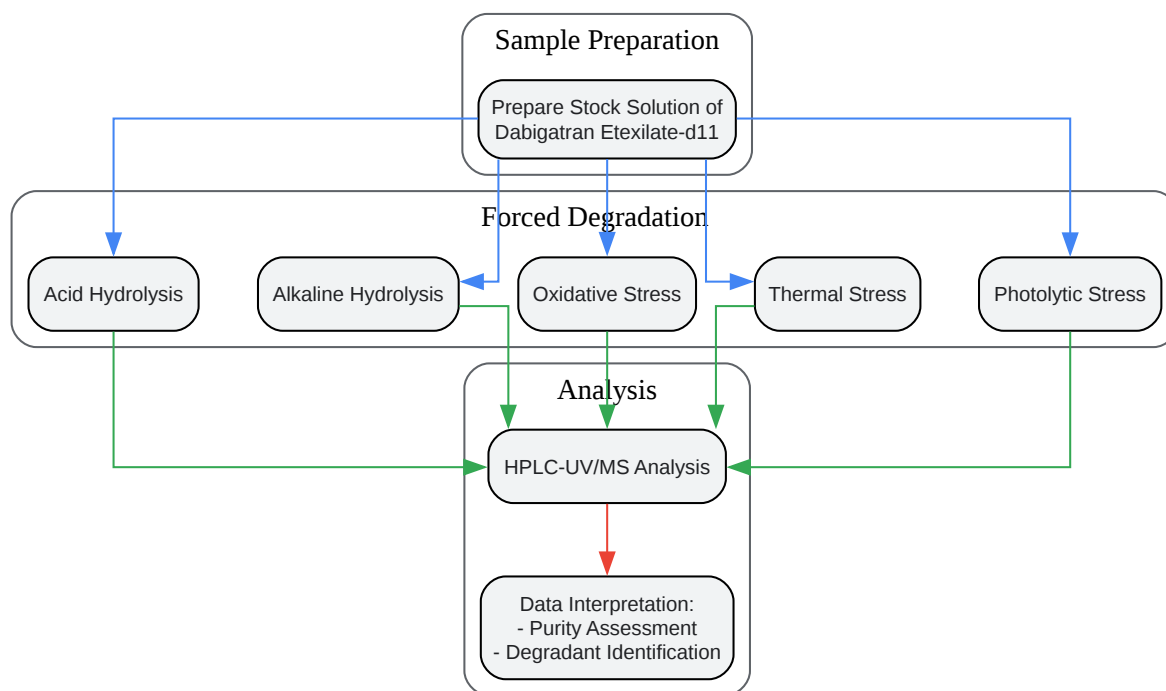 Sample Preparation
Prepare Stock Solution of
Dabigatran Etexilate-d11
Forced Degradation
Acid Hydrolysis
Alkaline Hydrolysis
Oxidative Stress
Thermal Stress
Photolytic Stress
Analysis
HPLC-UV/MS Analysis
Data Interpretation:
- Purity Assessment
- Degradant Identification